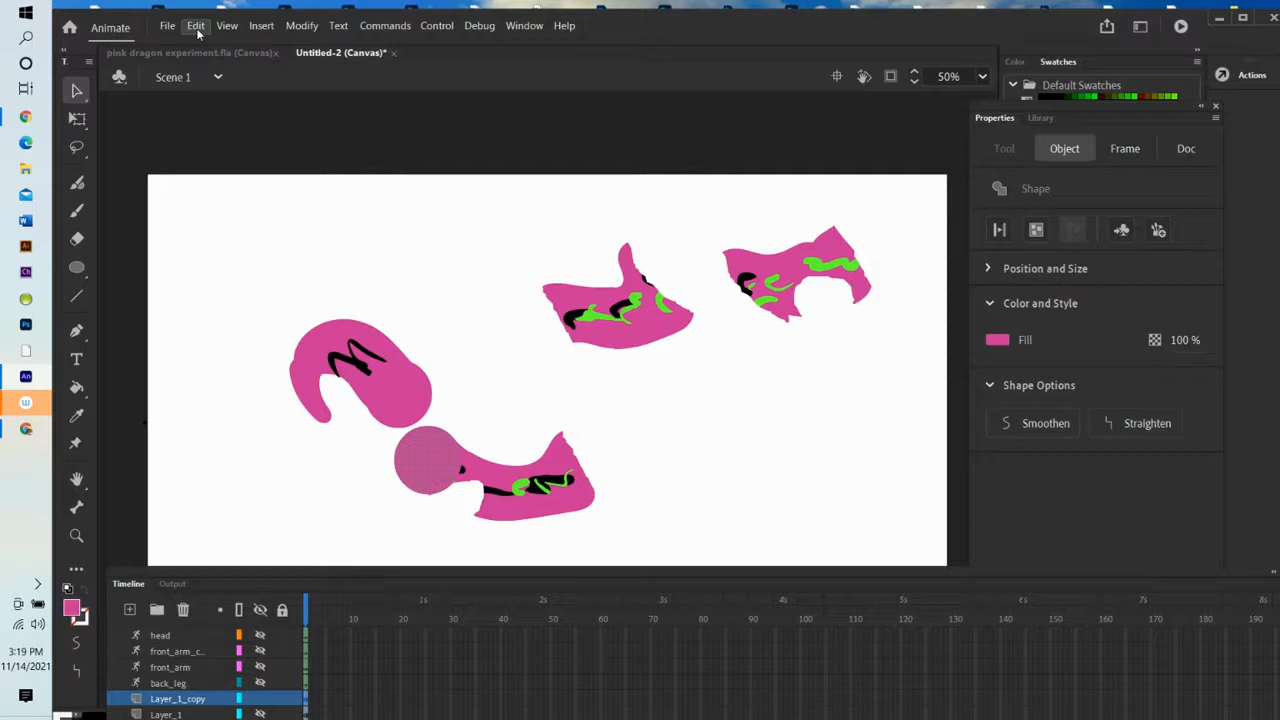 Animate File Edit View Insert Modify Text Commands Control Debug Window Help
pink dragon experiment.fla (Canvas)× Untitled-2 (Canvas)* ×
Scene 1 50%
Color Swatches
Default Swatches
Actions
Properties Library
Tool Object Frame Doc
Shape
Position and Size
Color and Style
Fill 100 %
Shape Options
Smoothen Straighten
Timeline Output
1s 2s 3s 4s 5s 6s 7s 8s
10 20 30 40 50 60 70 80 90 100 110 120 130 140 150 160 170 180 190
head
front_arm_c...
front_arm
back_leg
Layer_1_copy
Layer_1
3:19 PM
11/14/2021